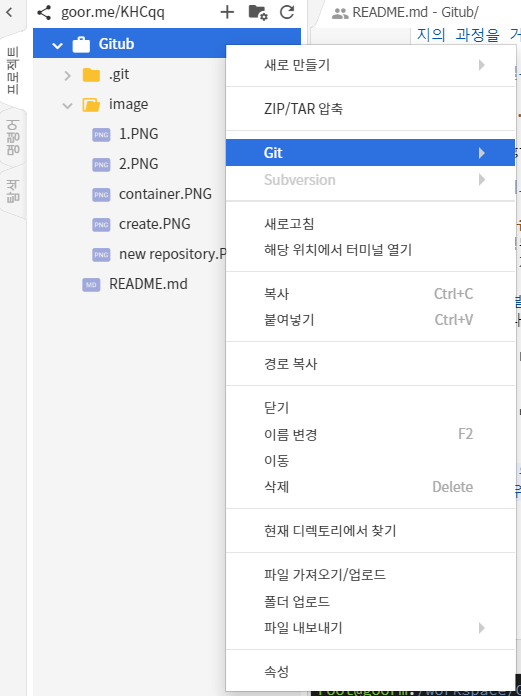 goor.me/KHCqq
README.md - Gitub/
프로젝트
명령어
탐색
Gitub
.git
image
PNG 1.PNG
PNG 2.PNG
PNG container.PNG
PNG create.PNG
PNG new repository.P
MD README.md
지의 과정을 거
새로 만들기
ZIP/TAR 압축
Git
Subversion
새로고침
해당 위치에서 터미널 열기
복사 Ctrl+C
붙여넣기 Ctrl+V
경로 복사
닫기
이름 변경 F2
이동
삭제 Delete
현재 디렉토리에서 찾기
파일 가져오기/업로드
폴더 업로드
파일 내보내기
속성